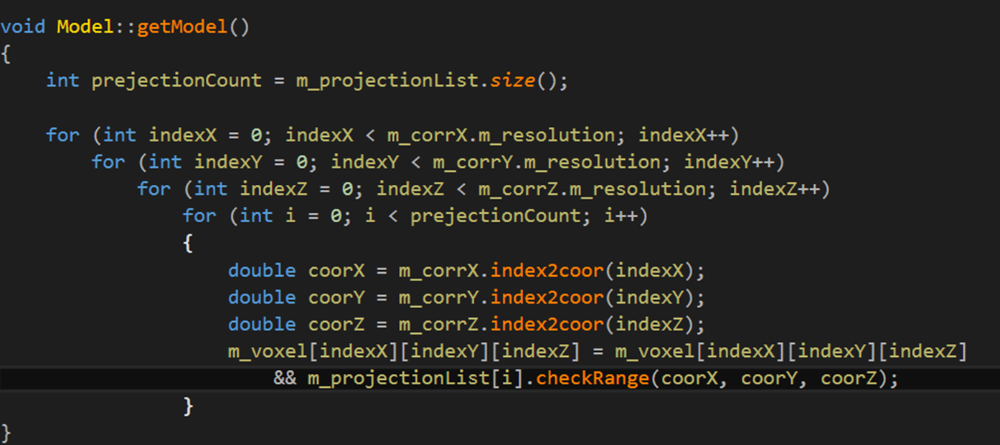 void Model::getModel()
{
    int prejectionCount = m_projectionList.size();

    for (int indexX = 0; indexX < m_corrX.m_resolution; indexX++)
        for (int indexY = 0; indexY < m_corrY.m_resolution; indexY++)
            for (int indexZ = 0; indexZ < m_corrZ.m_resolution; indexZ++)
                for (int i = 0; i < prejectionCount; i++)
                {
                    double coorX = m_corrX.index2coor(indexX);
                    double coorY = m_corrY.index2coor(indexY);
                    double coorZ = m_corrZ.index2coor(indexZ);
                    m_voxel[indexX][indexY][indexZ] = m_voxel[indexX][indexY][indexZ]
                        && m_projectionList[i].checkRange(coorX, coorY, coorZ);
                }
}